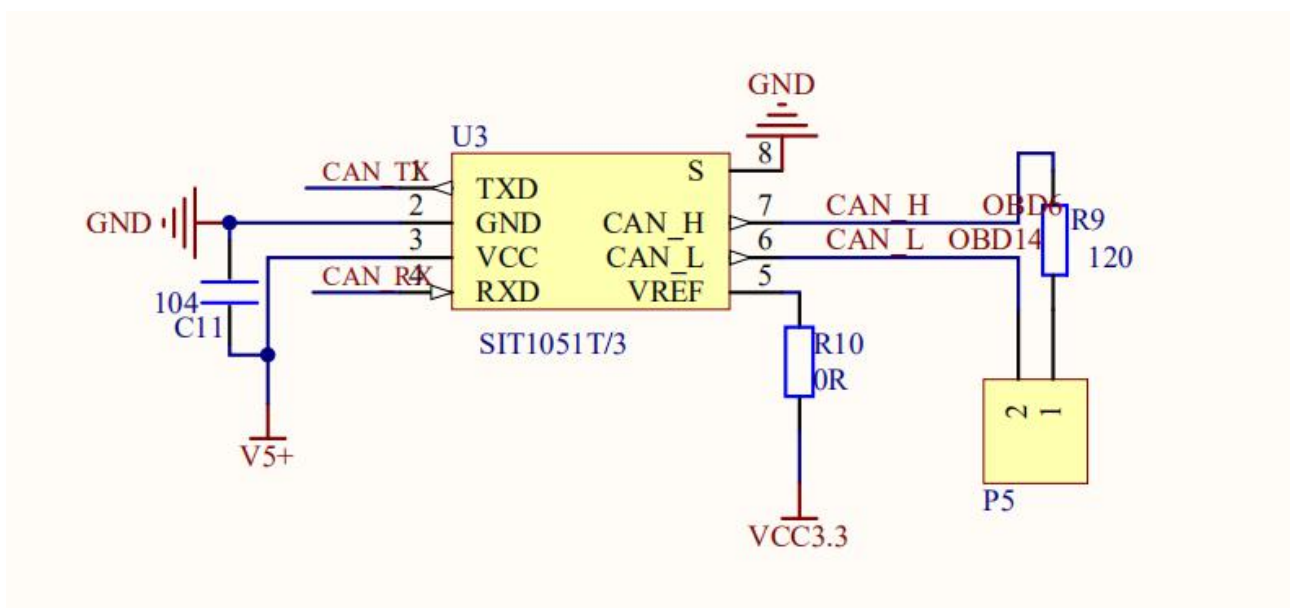 GND
U3
8
S
CAN_TX
1
TXD
2
GND
GND
7
CAN_H
CAN_H
OBD6
R9
3
VCC
6
CAN_L
CAN_L
OBD14
120
CAN_RX
4
RXD
5
VREF
104
C11
SIT1051T/3
R10
0R
2
1
V5+
P5
VCC3.3